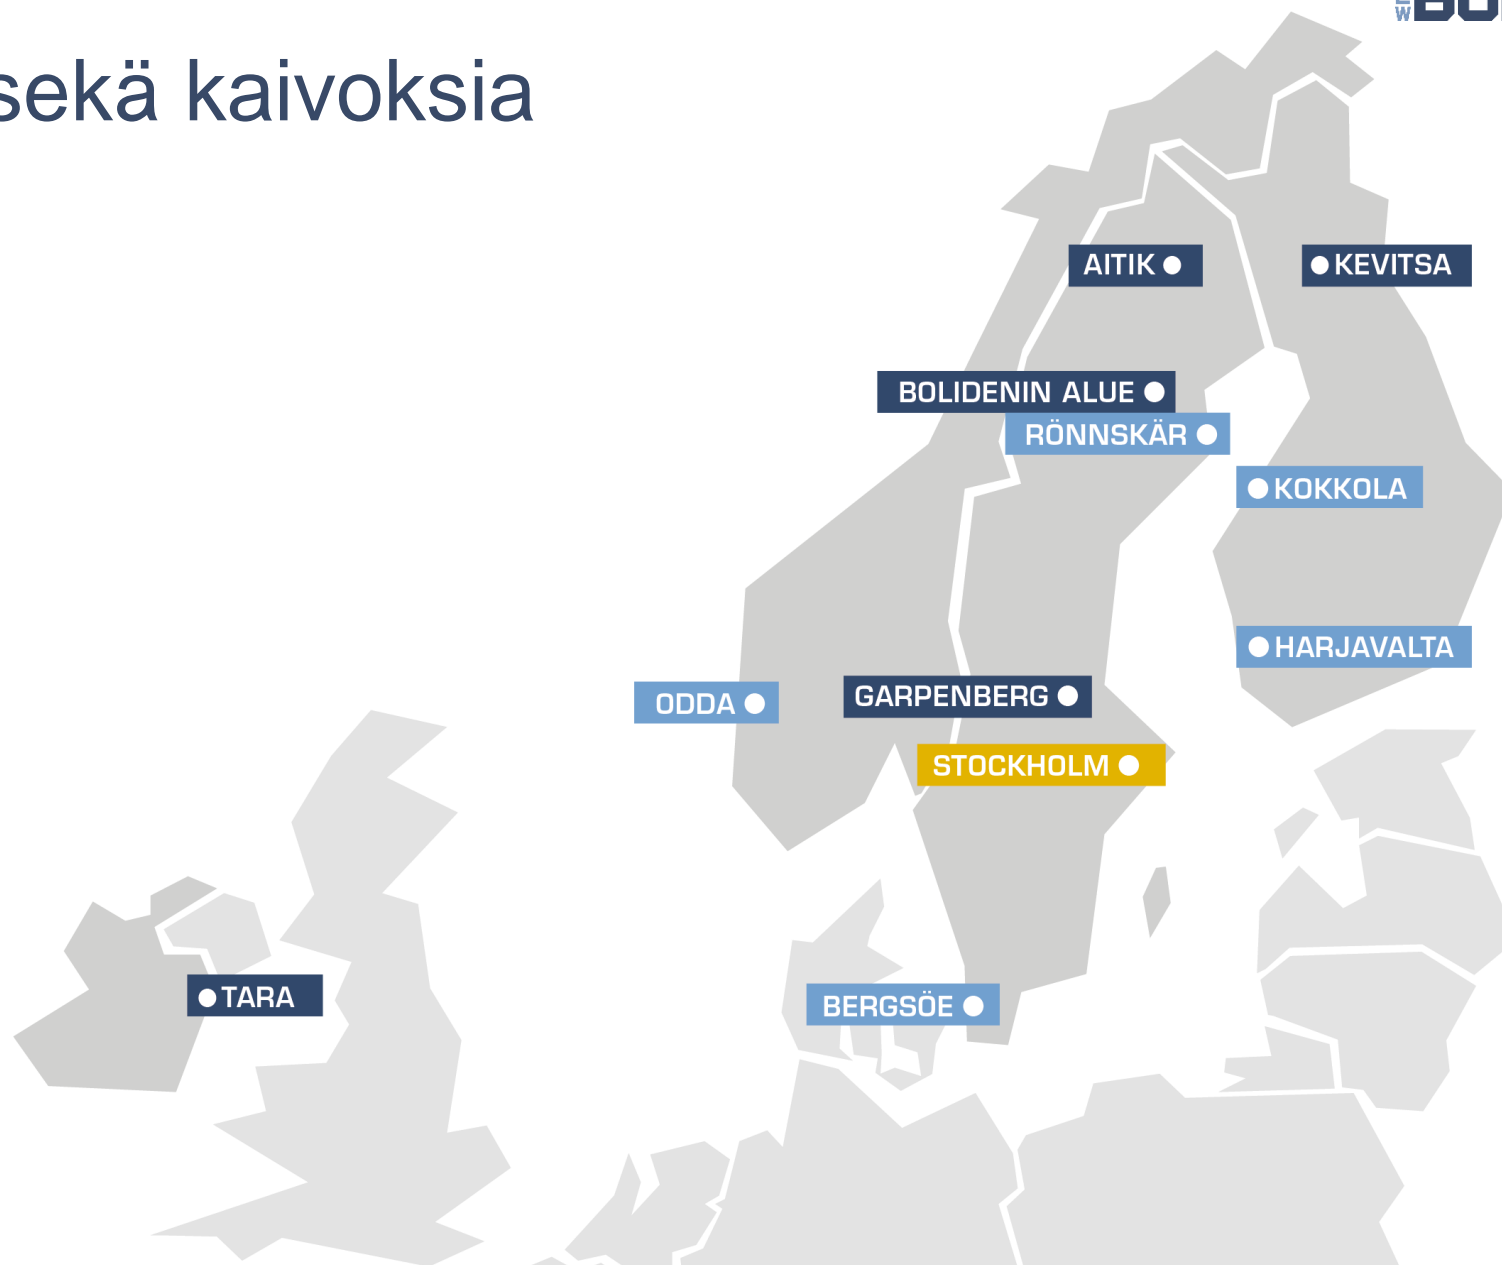 sekä kaivoksia
AITIK
KEVITSA
BOLIDENIN ALUE
RÖNNSKÄR
KOKKOLA
HARJAVALTA
ODDA
GARPENBERG
STOCKHOLM
TARA
BERGSÖE